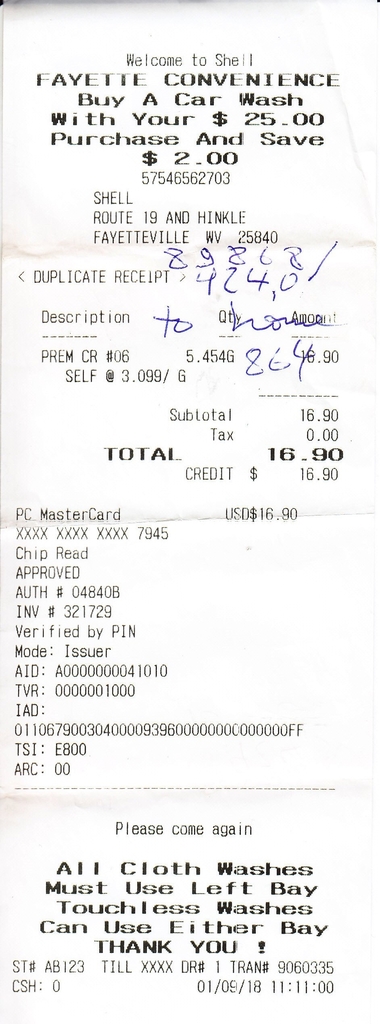 Welcome to Shell
FAYETTE CONVENIENCE
Buy A Car Wash
With Your $ 25.00
Purchase And Save
$ 2.00
57546562703
SHELL
ROUTE 19 AND HINKLE
FAYETTEVILLE WV 25840
89868/
< DUPLICATE RECEIPT >
424.0
Description Qty Amount
to home
PREM CR #06 5.454G 16.90
864
SELF @ 3.099/ G
Subtotal 16.90
Tax 0.00
TOTAL 16.90
CREDIT $ 16.90
PC MasterCard USD$16.90
XXXX XXXX XXXX 7945
Chip Read
APPROVED
AUTH # 04840B
INV # 321729
Verified by PIN
Mode: Issuer
AID: A0000000041010
TVR: 0000001000
IAD:
0110679003040000939600000000000000FF
TSI: E800
ARC: 00
Please come again
All Cloth Washes
Must Use Left Bay
Touchless Washes
Can Use Either Bay
THANK YOU !
ST# AB123 TILL XXXX DR# 1 TRAN# 9060335
CSH: 0 01/09/18 11:11:00